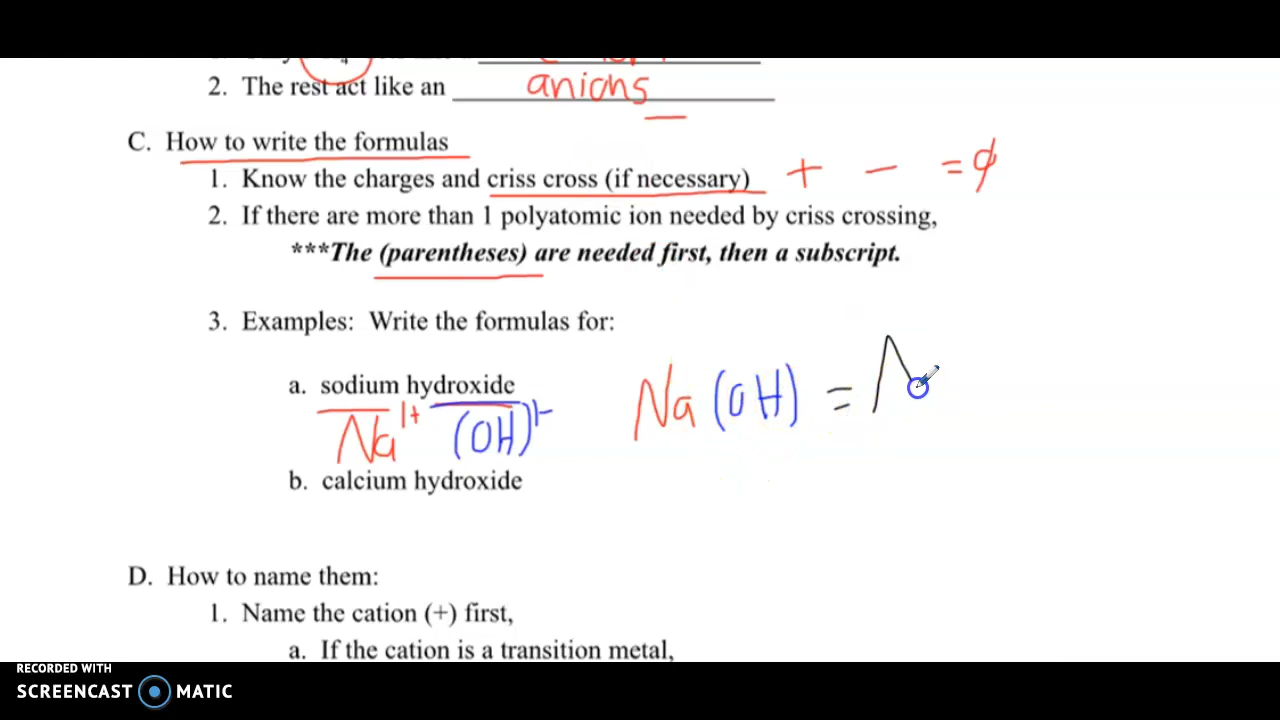 2. The rest act like an anions
C. How to write the formulas
1. Know the charges and criss cross (if necessary) + - = ϕ
2. If there are more than 1 polyatomic ion needed by criss crossing,
***The (parentheses) are needed first, then a subscript.
3. Examples: Write the formulas for:
a. sodium hydroxide Na (OH) =
Na¹⁺ (OH)¹⁻
b. calcium hydroxide
D. How to name them:
1. Name the cation (+) first,
a. If the cation is a transition metal,
RECORDED WITH
SCREENCAST MATIC